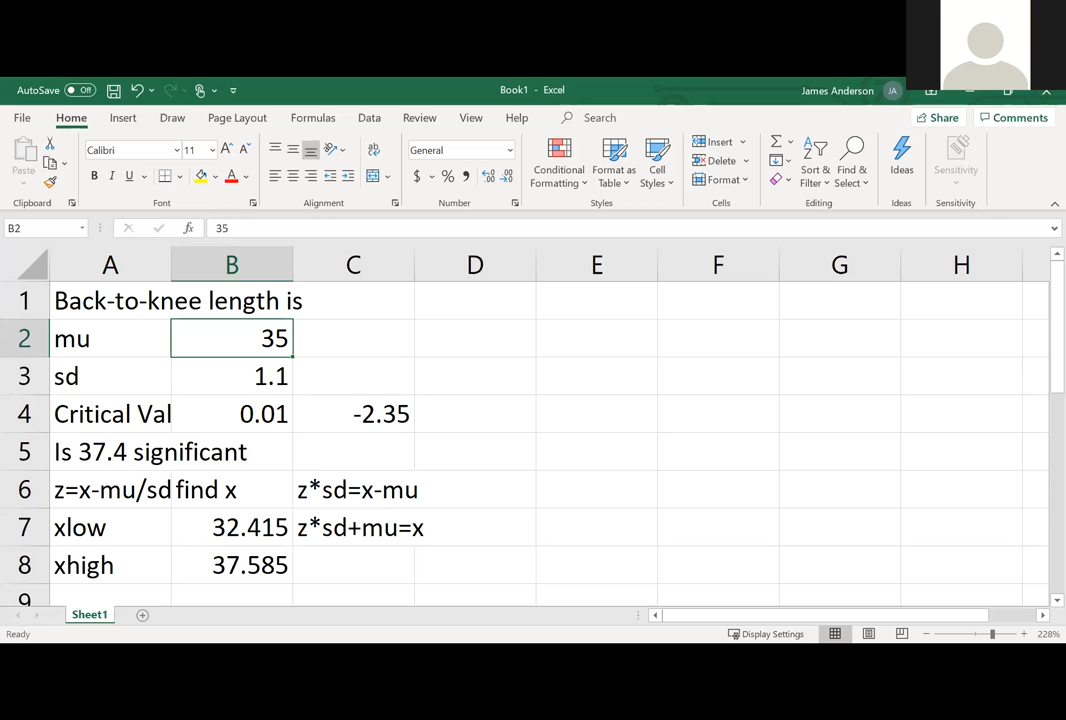 AutoSave Off
Book1 - Excel
James Anderson JA
File Home Insert Draw Page Layout Formulas Data Review View Help Search Share Comments
Paste
Calibri 11 A A
B I U A
ab
General
$ % ,
Conditional Formatting
Format as Table
Cell Styles
Insert
Delete
Format
Sort & Filter
Find & Select
Ideas
Sensitivity
Clipboard Font Alignment Number Styles Cells Editing Ideas Sensitivity
B2 fx 35
A B C D E F G H
1 Back-to-knee length is
2 mu 35
3 sd 1.1
4 Critical Val 0.01 -2.35
5 Is 37.4 significant
6 z=x-mu/sd find x z*sd=x-mu
7 xlow 32.415 z*sd+mu=x
8 xhigh 37.585
9
Sheet1
Ready Display Settings 228%